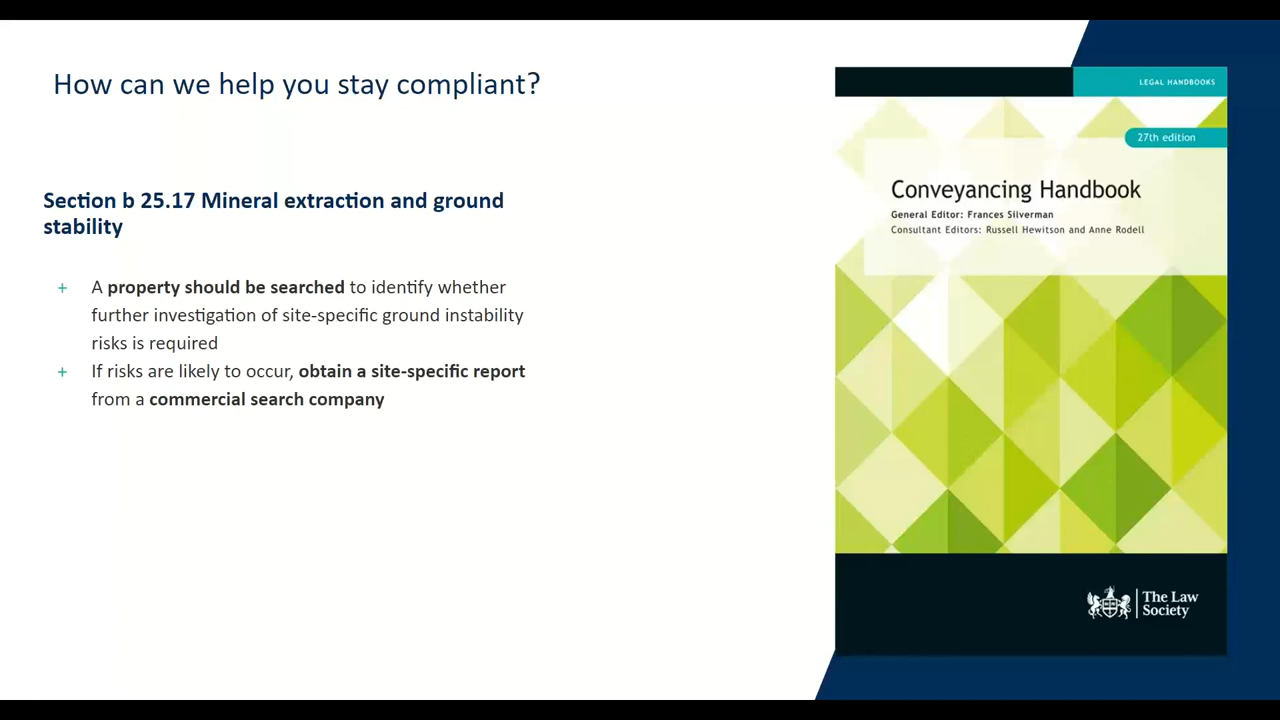 How can we help you stay compliant?
Section b 25.17 Mineral extraction and ground
stability
+ A property should be searched to identify whether
further investigation of site-specific ground instability
risks is required
+ If risks are likely to occur, obtain a site-specific report
from a commercial search company
LEGAL HANDBOOKS
27th edition
Conveyancing Handbook
General Editor: Frances Silverman
Consultant Editors: Russell Hewitson and Anne Rodell
The Law
Society